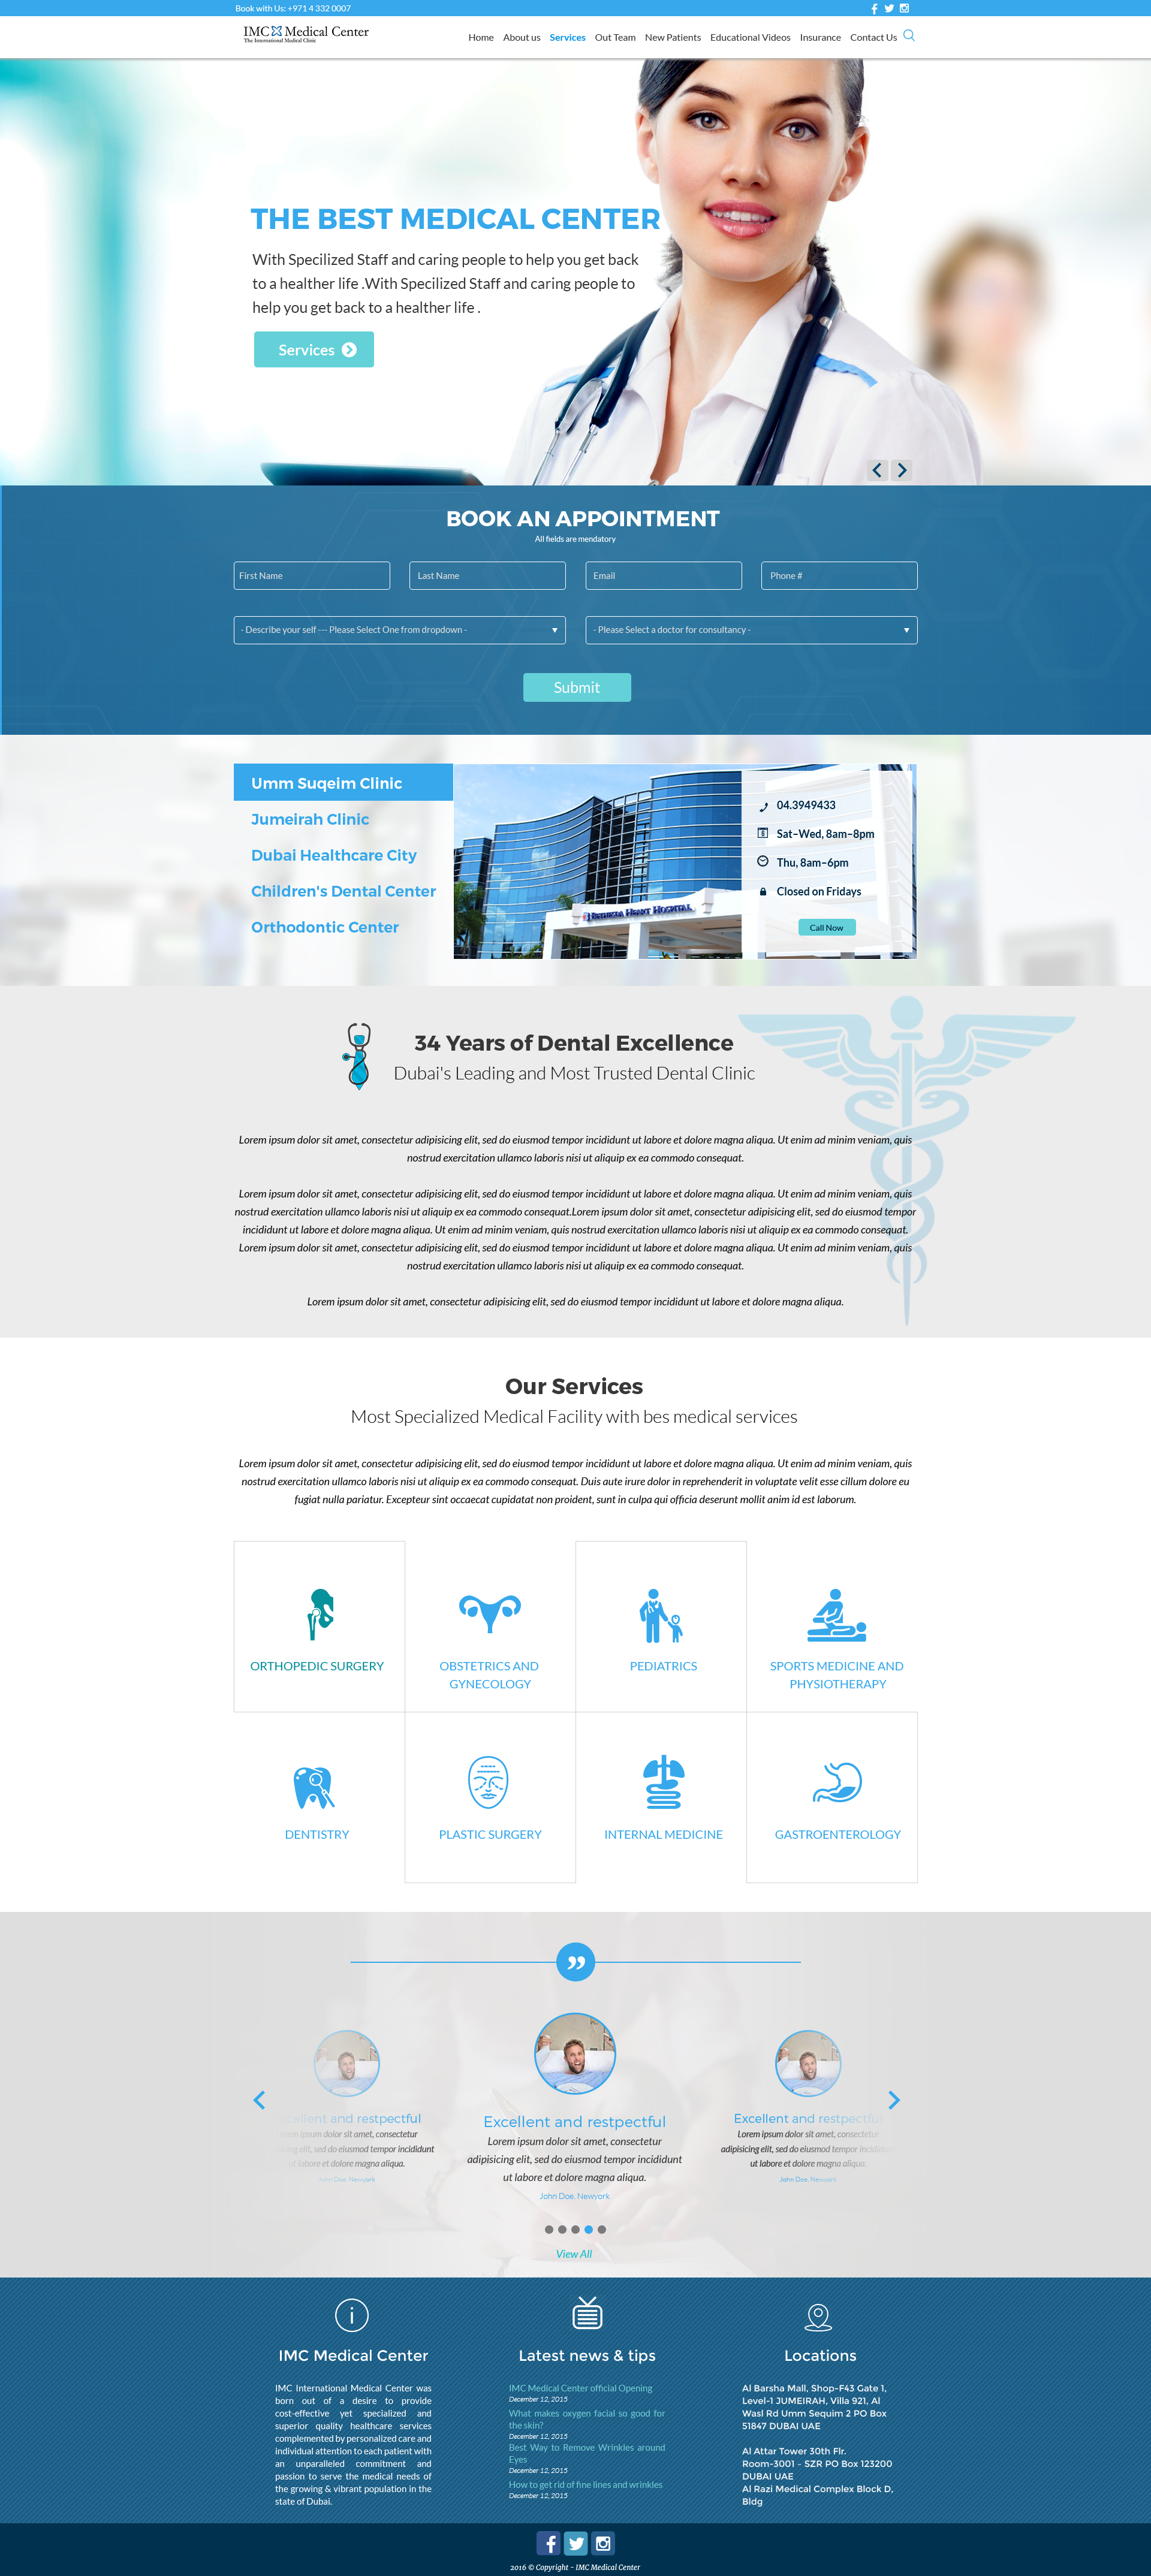 Book with Us: +971 4 332 0007
IMC Medical Center
The International Medical Clinic
Home About us Services Out Team New Patients Educational Videos Insurance Contact Us
THE BEST MEDICAL CENTER
With Specilized Staff and caring people to help you get back
to a healther life .With Specilized Staff and caring people to
help you get back to a healther life .
Services
BOOK AN APPOINTMENT
All fields are mandatory
First Name Last Name Email Phone #
- Describe your self --- Please Select One from dropdown - - Please Select a doctor for consultancy -
Submit
Umm Suqeim Clinic
Jumeirah Clinic
Dubai Healthcare City
Children's Dental Center
Orthodontic Center
HEART HOSPITAL
04.3949433
Sat–Wed, 8am–8pm
Thu, 8am–6pm
Closed on Fridays
Call Now
34 Years of Dental Excellence
Dubai's Leading and Most Trusted Dental Clinic
Lorem ipsum dolor sit amet, consectetur adipisicing elit, sed do eiusmod tempor incididunt ut labore et dolore magna aliqua. Ut enim ad minim veniam, quis
nostrud exercitation ullamco laboris nisi ut aliquip ex ea commodo consequat.
Lorem ipsum dolor sit amet, consectetur adipisicing elit, sed do eiusmod tempor incididunt ut labore et dolore magna aliqua. Ut enim ad minim veniam, quis
nostrud exercitation ullamco laboris nisi ut aliquip ex ea commodo consequat.Lorem ipsum dolor sit amet, consectetur adipisicing elit, sed do eiusmod tempor
incididunt ut labore et dolore magna aliqua. Ut enim ad minim veniam, quis nostrud exercitation ullamco laboris nisi ut aliquip ex ea commodo consequat.
Lorem ipsum dolor sit amet, consectetur adipisicing elit, sed do eiusmod tempor incididunt ut labore et dolore magna aliqua. Ut enim ad minim veniam, quis
nostrud exercitation ullamco laboris nisi ut aliquip ex ea commodo consequat.
Lorem ipsum dolor sit amet, consectetur adipisicing elit, sed do eiusmod tempor incididunt ut labore et dolore magna aliqua.
Our Services
Most Specialized Medical Facility with bes medical services
Lorem ipsum dolor sit amet, consectetur adipisicing elit, sed do eiusmod tempor incididunt ut labore et dolore magna aliqua. Ut enim ad minim veniam, quis
nostrud exercitation ullamco laboris nisi ut aliquip ex ea commodo consequat. Duis aute irure dolor in reprehenderit in voluptate velit esse cillum dolore eu
fugiat nulla pariatur. Excepteur sint occaecat cupidatat non proident, sunt in culpa qui officia deserunt mollit anim id est laborum.
ORTHOPEDIC SURGERY
OBSTETRICS AND
GYNECOLOGY
PEDIATRICS
SPORTS MEDICINE AND
PHYSIOTHERAPY
DENTISTRY
PLASTIC SURGERY
INTERNAL MEDICINE
GASTROENTEROLOGY
”
and restpectful
ipsum dolor sit amet, consectetur
elit, sed do eiusmod tempor incididunt
ut labore et dolore magna aliqua.
John Doe, Newyork
Excellent and restpectful
Lorem ipsum dolor sit amet, consectetur
adipisicing elit, sed do eiusmod tempor incididunt
ut labore et dolore magna aliqua.
John Doe, Newyork
Excellent and restpectful
Lorem ipsum dolor sit amet, consectetur
adipisicing elit, sed do eiusmod tempor
ut labore et dolore magna aliqua.
John Doe, Newyork
View All
IMC Medical Center
IMC International Medical Center was
born out of a desire to provide
cost-effective yet specialized and
superior quality healthcare services
complemented by personalized care and
individual attention to each patient with
an unparalleled commitment and
passion to serve the medical needs of
the growing & vibrant population in the
state of Dubai.
Latest news & tips
IMC Medical Center official Opening
December 12, 2015
What makes oxygen facial so good for
the skin?
December 12, 2015
Best Way to Remove Wrinkles around
Eyes
December 12, 2015
How to get rid of fine lines and wrinkles
December 12, 2015
Locations
Al Barsha Mall, Shop-F43 Gate 1,
Level-1 JUMEIRAH, Villa 921, Al
Wasl Rd Umm Sequim 2 PO Box
51847 DUBAI UAE
Al Attar Tower 30th Flr.
Room-3001 - SZR PO Box 123200
DUBAI UAE
Al Razi Medical Complex Block D,
Bldg
2016 © Copyright - IMC Medical Center